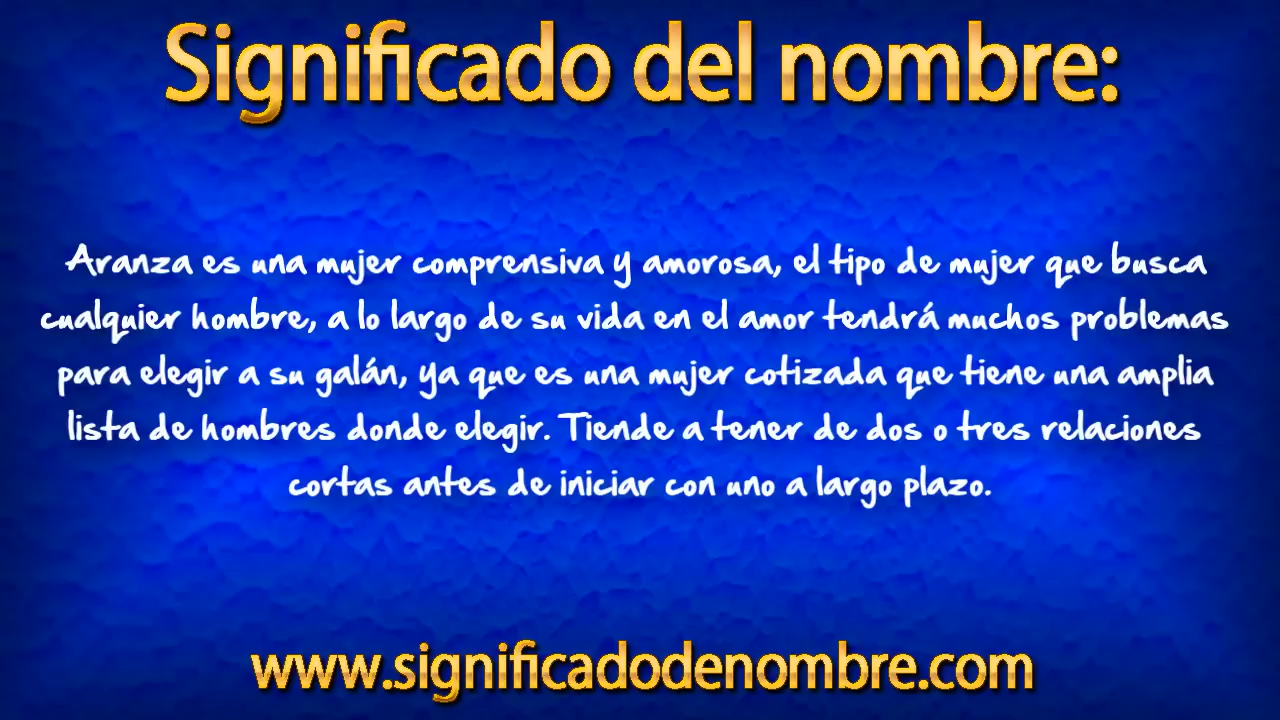 Significado del nombre:
Aranza es una mujer comprensiva y amorosa, el tipo de mujer que busca
cualquier hombre, a lo largo de su vida en el amor tendrá muchos problemas
para elegir a su galán, ya que es una mujer cotizada que tiene una amplia
lista de hombres donde elegir. Tiende a tener de dos o tres relaciones
cortas antes de iniciar con uno a largo plazo.
www.significadodenombre.com